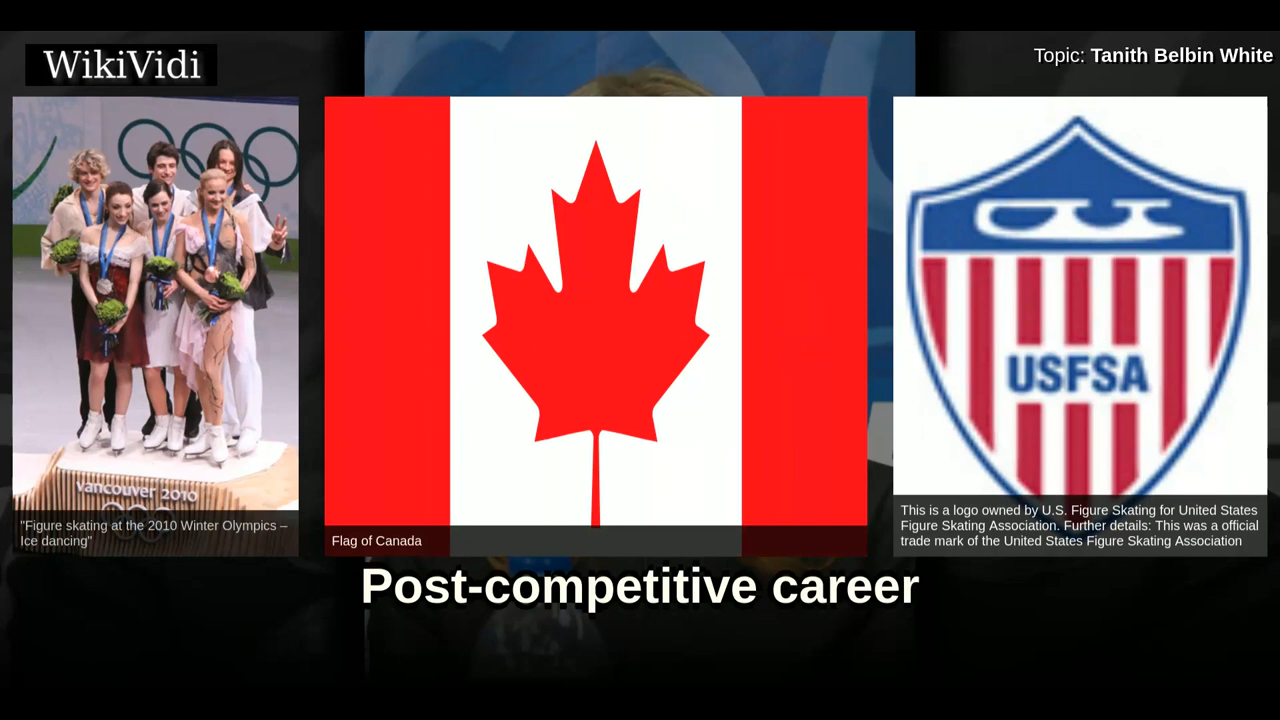 WikiVidi
Topic: Tanith Belbin White
vancouver 2010
"Figure skating at the 2010 Winter Olympics –
Ice dancing"
Flag of Canada
USFSA
This is a logo owned by U.S. Figure Skating for United States
Figure Skating Association. Further details: This was a official
trade mark of the United States Figure Skating Association
Post-competitive career